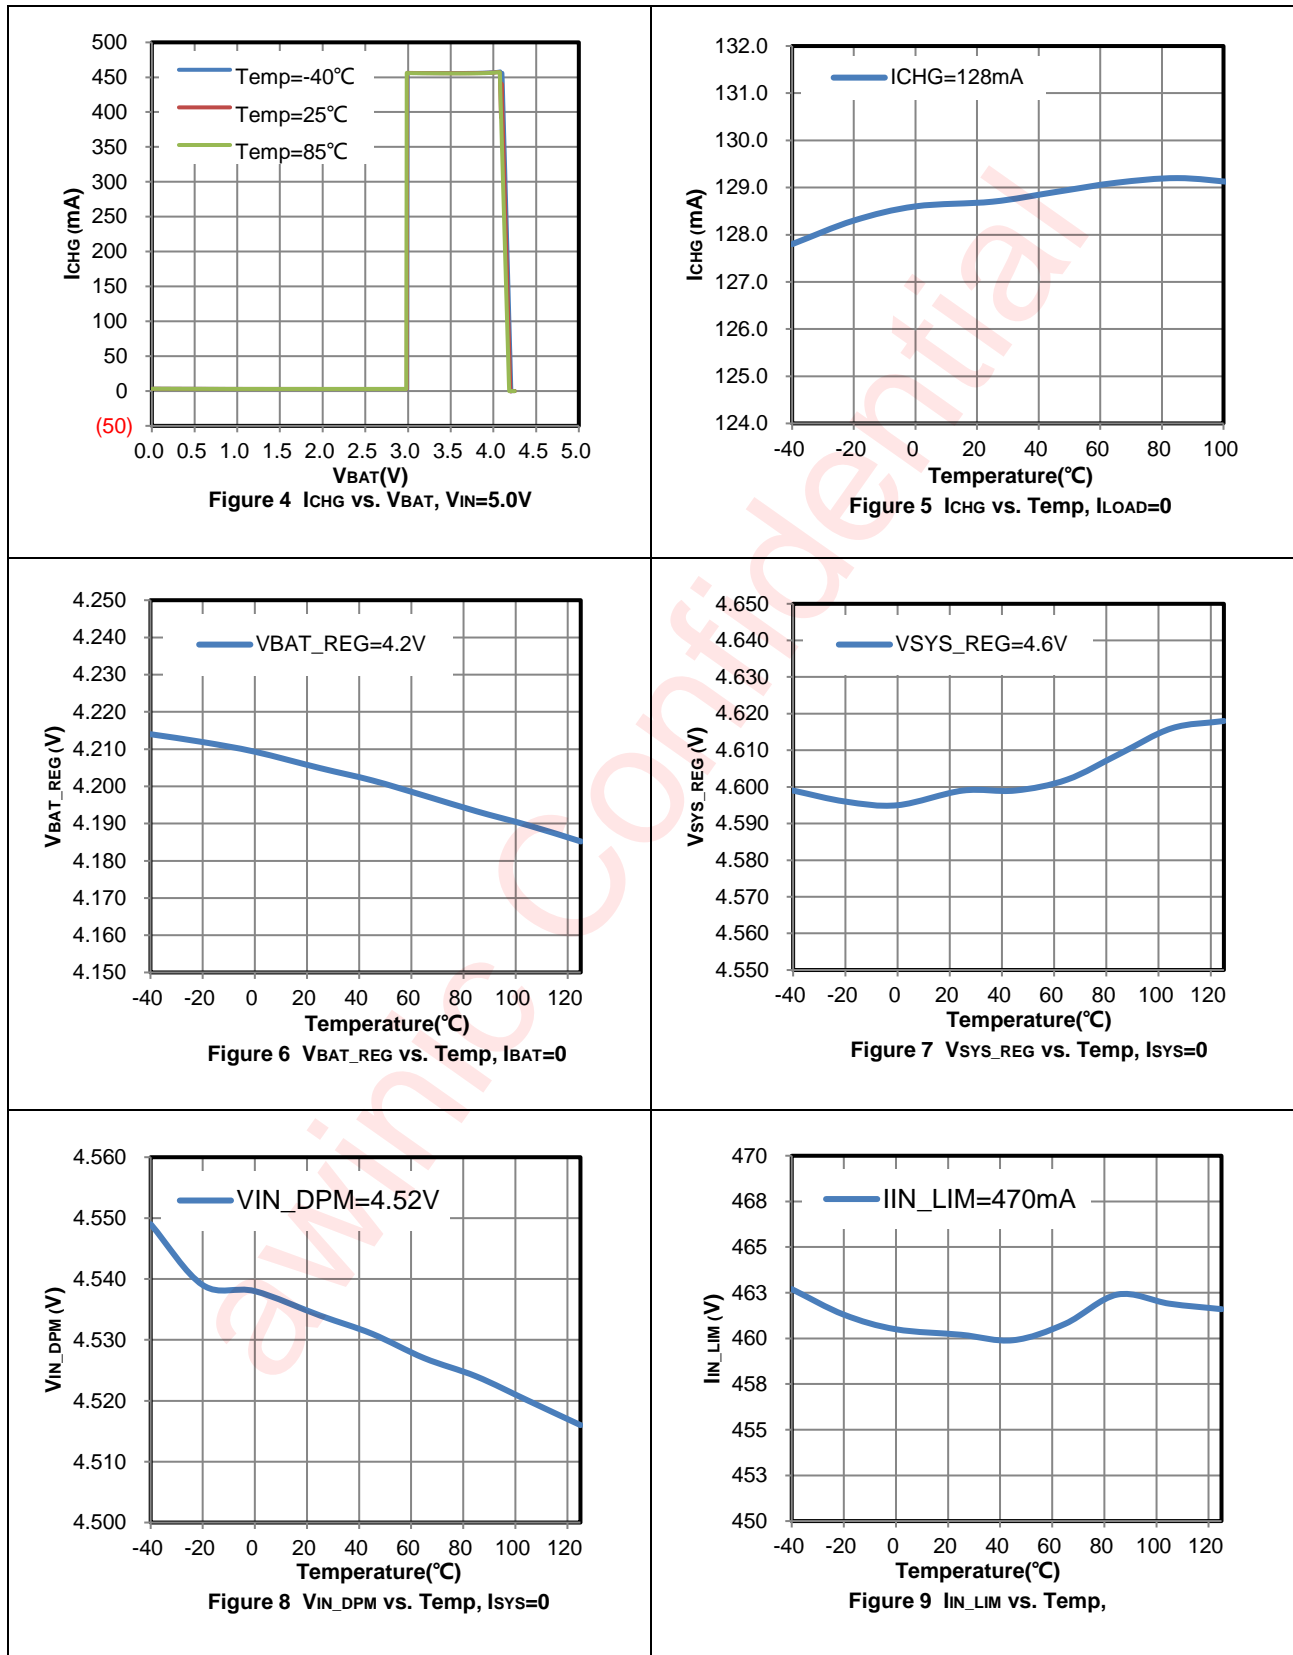 500
450
400
350
300
250
200
150
100
50
0
(50)
ICHG (mA)
Temp=-40℃
Temp=25℃
Temp=85℃
0.0 0.5 1.0 1.5 2.0 2.5 3.0 3.5 4.0 4.5 5.0
VBAT(V)
Figure 4 ICHG vs. VBAT, VIN=5.0V
132.0
131.0
130.0
129.0
128.0
127.0
126.0
125.0
124.0
ICHG (mA)
ICHG=128mA
-40 -20 0 20 40 60 80 100
Temperature(℃)
Figure 5 ICHG vs. Temp, ILOAD=0
4.250
4.240
4.230
4.220
4.210
4.200
4.190
4.180
4.170
4.160
4.150
VBAT_REG (V)
VBAT_REG=4.2V
-40 -20 0 20 40 60 80 100 120
Temperature(℃)
Figure 6 VBAT_REG vs. Temp, IBAT=0
4.650
4.640
4.630
4.620
4.610
4.600
4.590
4.580
4.570
4.560
4.550
VSYS_REG (V)
VSYS_REG=4.6V
-40 -20 0 20 40 60 80 100 120
Temperature(℃)
Figure 7 VSYS_REG vs. Temp, ISYS=0
4.560
4.550
4.540
4.530
4.520
4.510
4.500
VIN_DPM (V)
VIN_DPM=4.52V
-40 -20 0 20 40 60 80 100 120
Temperature(℃)
Figure 8 VIN_DPM vs. Temp, ISYS=0
470
468
465
463
460
458
455
453
450
IIN_LIM (V)
IIN_LIM=470mA
-40 -20 0 20 40 60 80 100 120
Temperature(℃)
Figure 9 IIN_LIM vs. Temp,
awinic Confidential